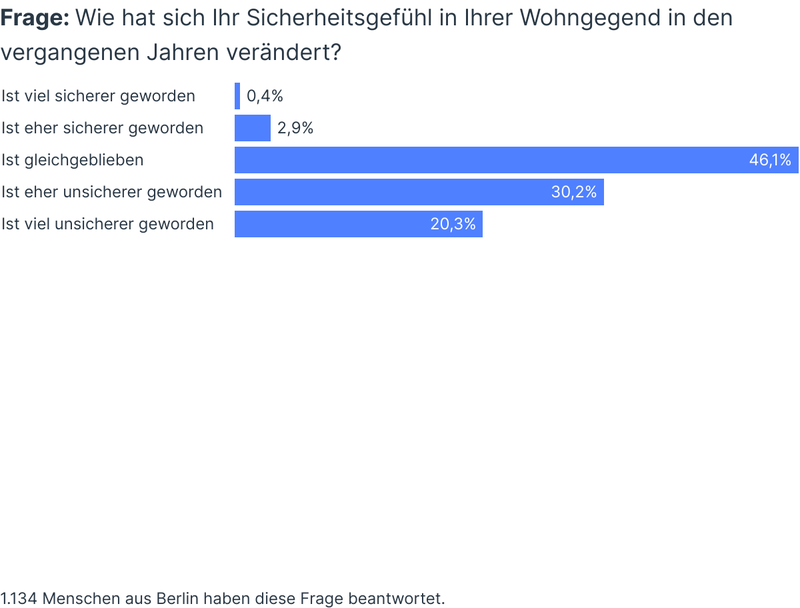 Frage: Wie hat sich Ihr Sicherheitsgefühl in Ihrer Wohngegend in den
vergangenen Jahren verändert?
Ist viel sicherer geworden 0,4%
Ist eher sicherer geworden 2,9%
Ist gleichgeblieben 46,1%
Ist eher unsicherer geworden 30,2%
Ist viel unsicherer geworden 20,3%
1.134 Menschen aus Berlin haben diese Frage beantwortet.